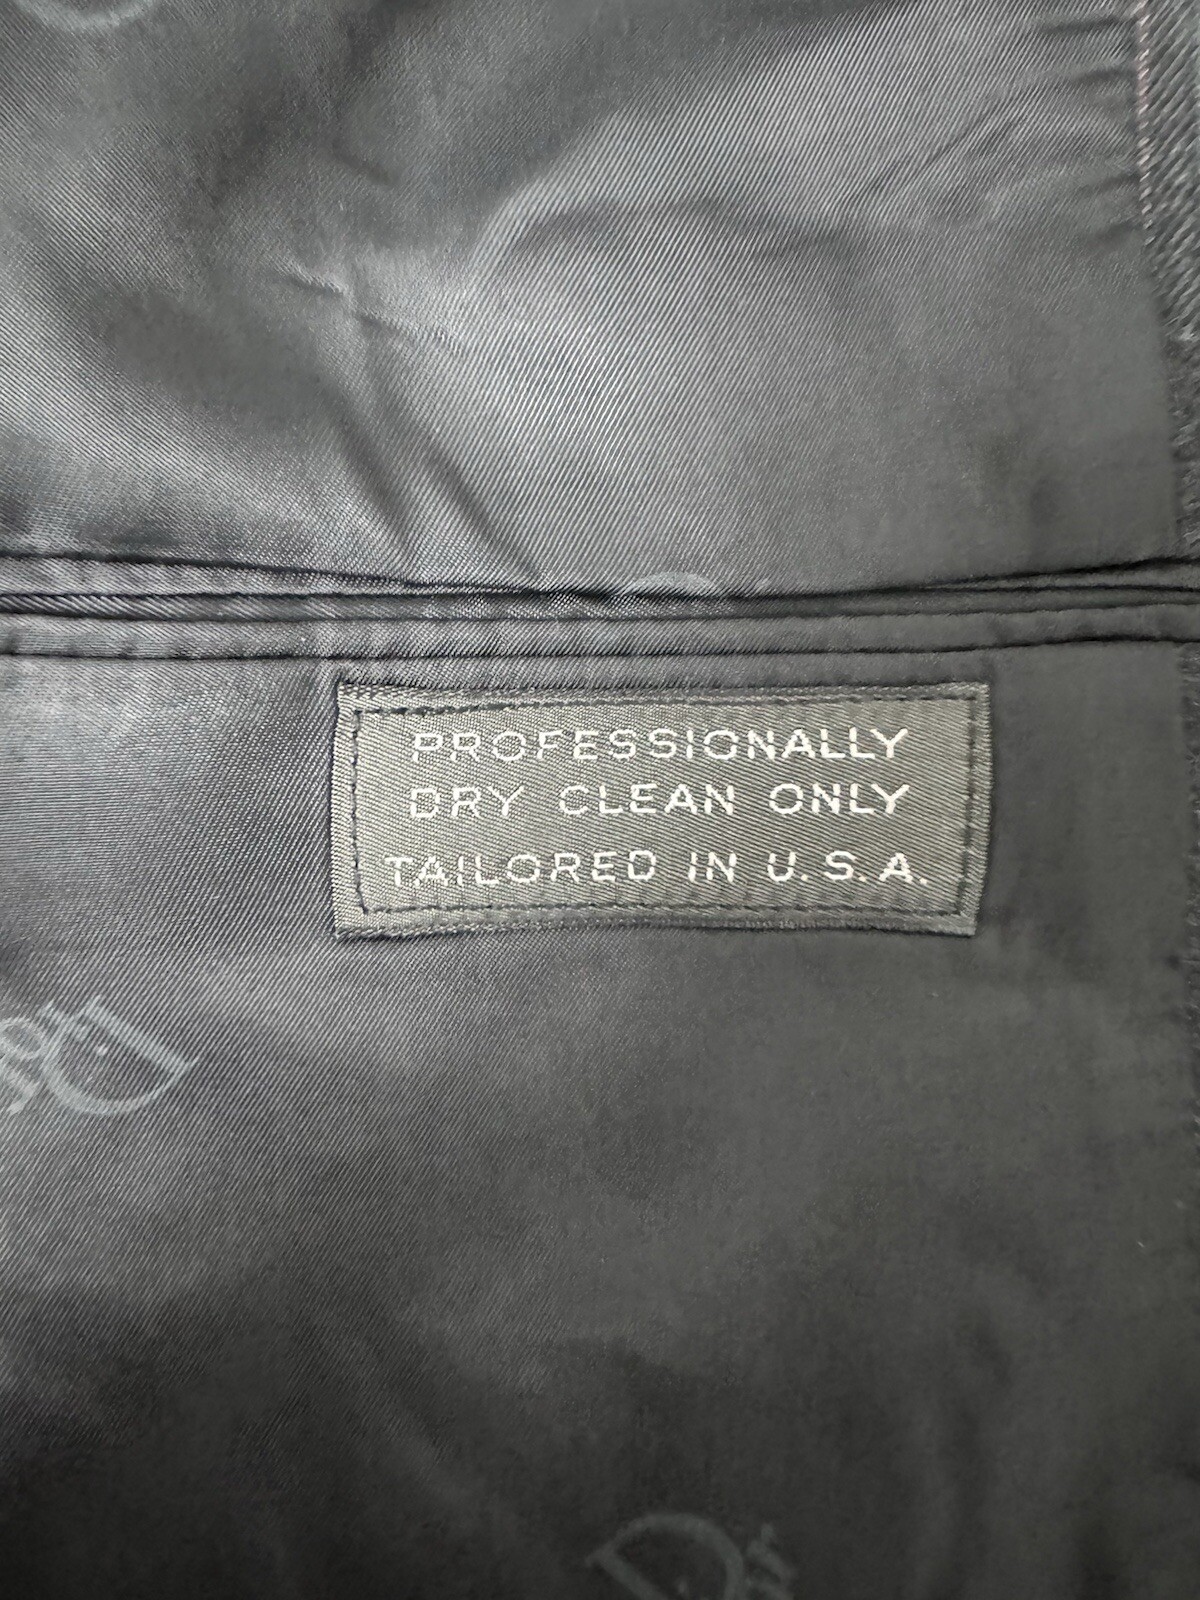 PROFESSIONALLY
DRY CLEAN ONLY
TAILORED IN U.S.A.